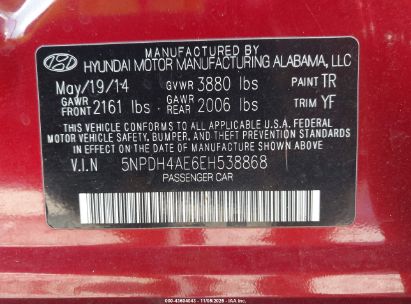 MANUFACTURED BY
HYUNDAI MOTOR MANUFACTURING ALABAMA, LLC
May/19/14 GVWR 3880 lbs PAINT TR
GAWR FRONT 2161 lbs GAWR REAR 2006 lbs TRIM YF
THIS VEHICLE CONFORMS TO ALL APPLICABLE U.S.A. FEDERAL
MOTOR VEHICLE SAFETY, BUMPER, AND THEFT PREVENTION STANDARDS
IN EFFECT ON THE DATE OF MANUFACTURE SHOWN ABOVE.
V.I.N 5NPDH4AE6EH538868
PASSENGER CAR